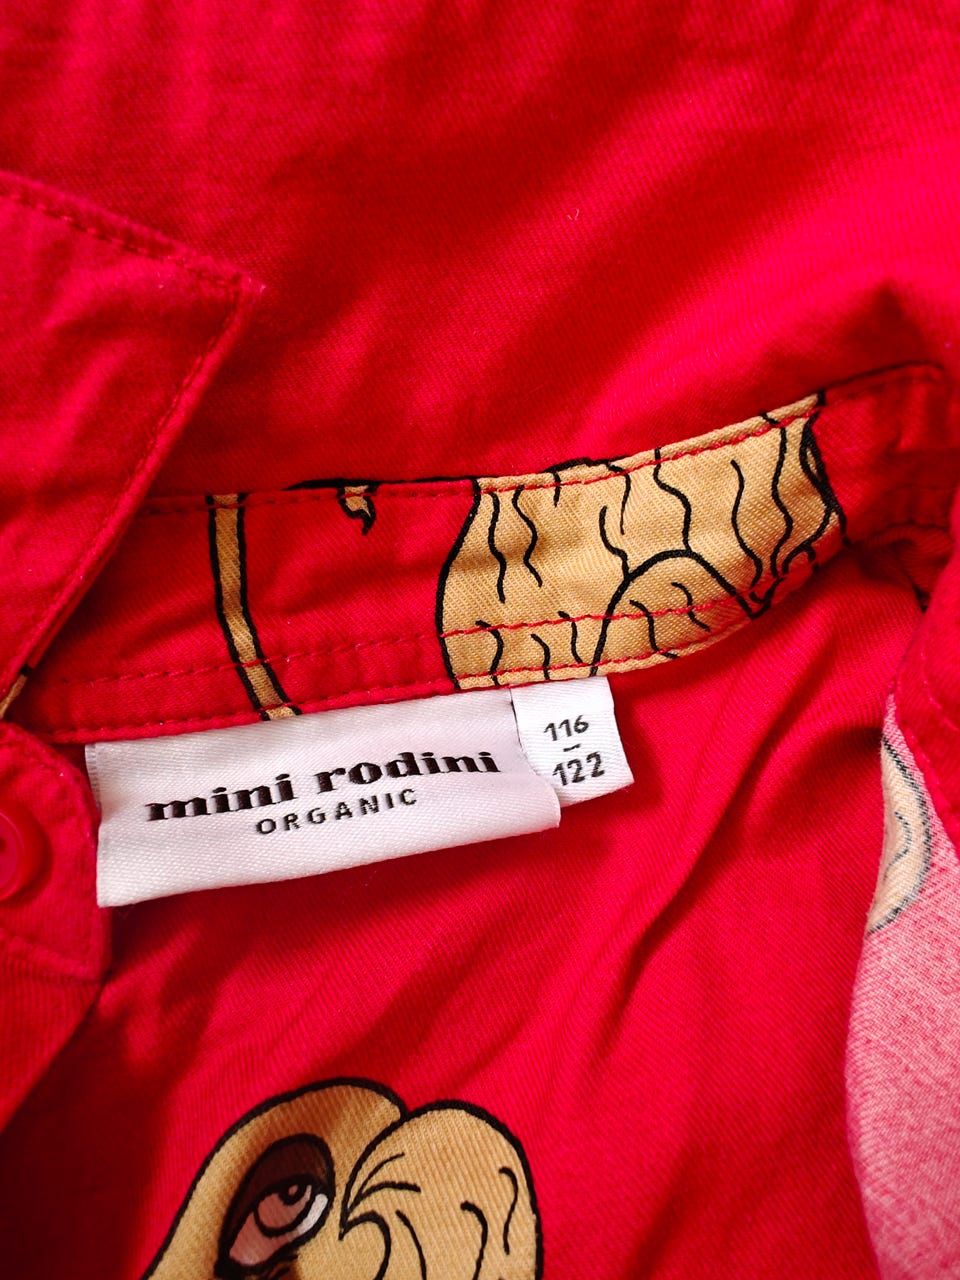 mini rodini
ORGANIC
116
–
122